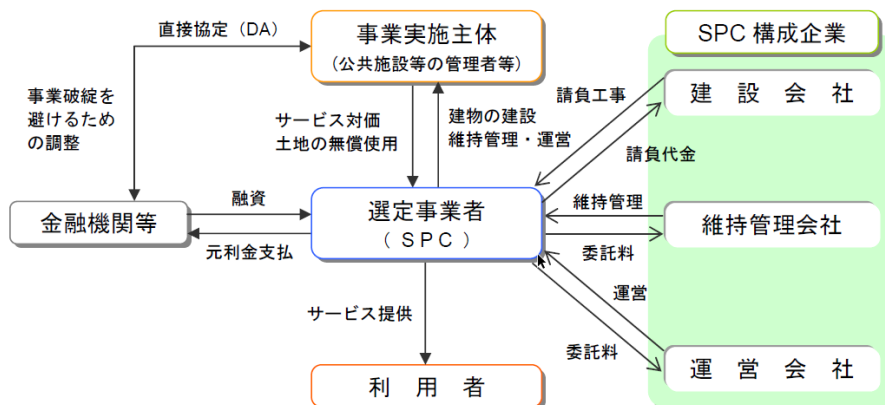 直接協定（DA）
事業実施主体
（公共施設等の管理者等）
SPC 構成企業
事業破綻を
避けるため
の調整
サービス対価
土地の無償使用
建物の建設
維持管理・運営
請負工事
建設会社
請負代金
金融機関等
融資
元利金支払
選定事業者
（ＳＰＣ）
維持管理
委託料
維持管理会社
サービス提供
運営
委託料
運営会社
利用者